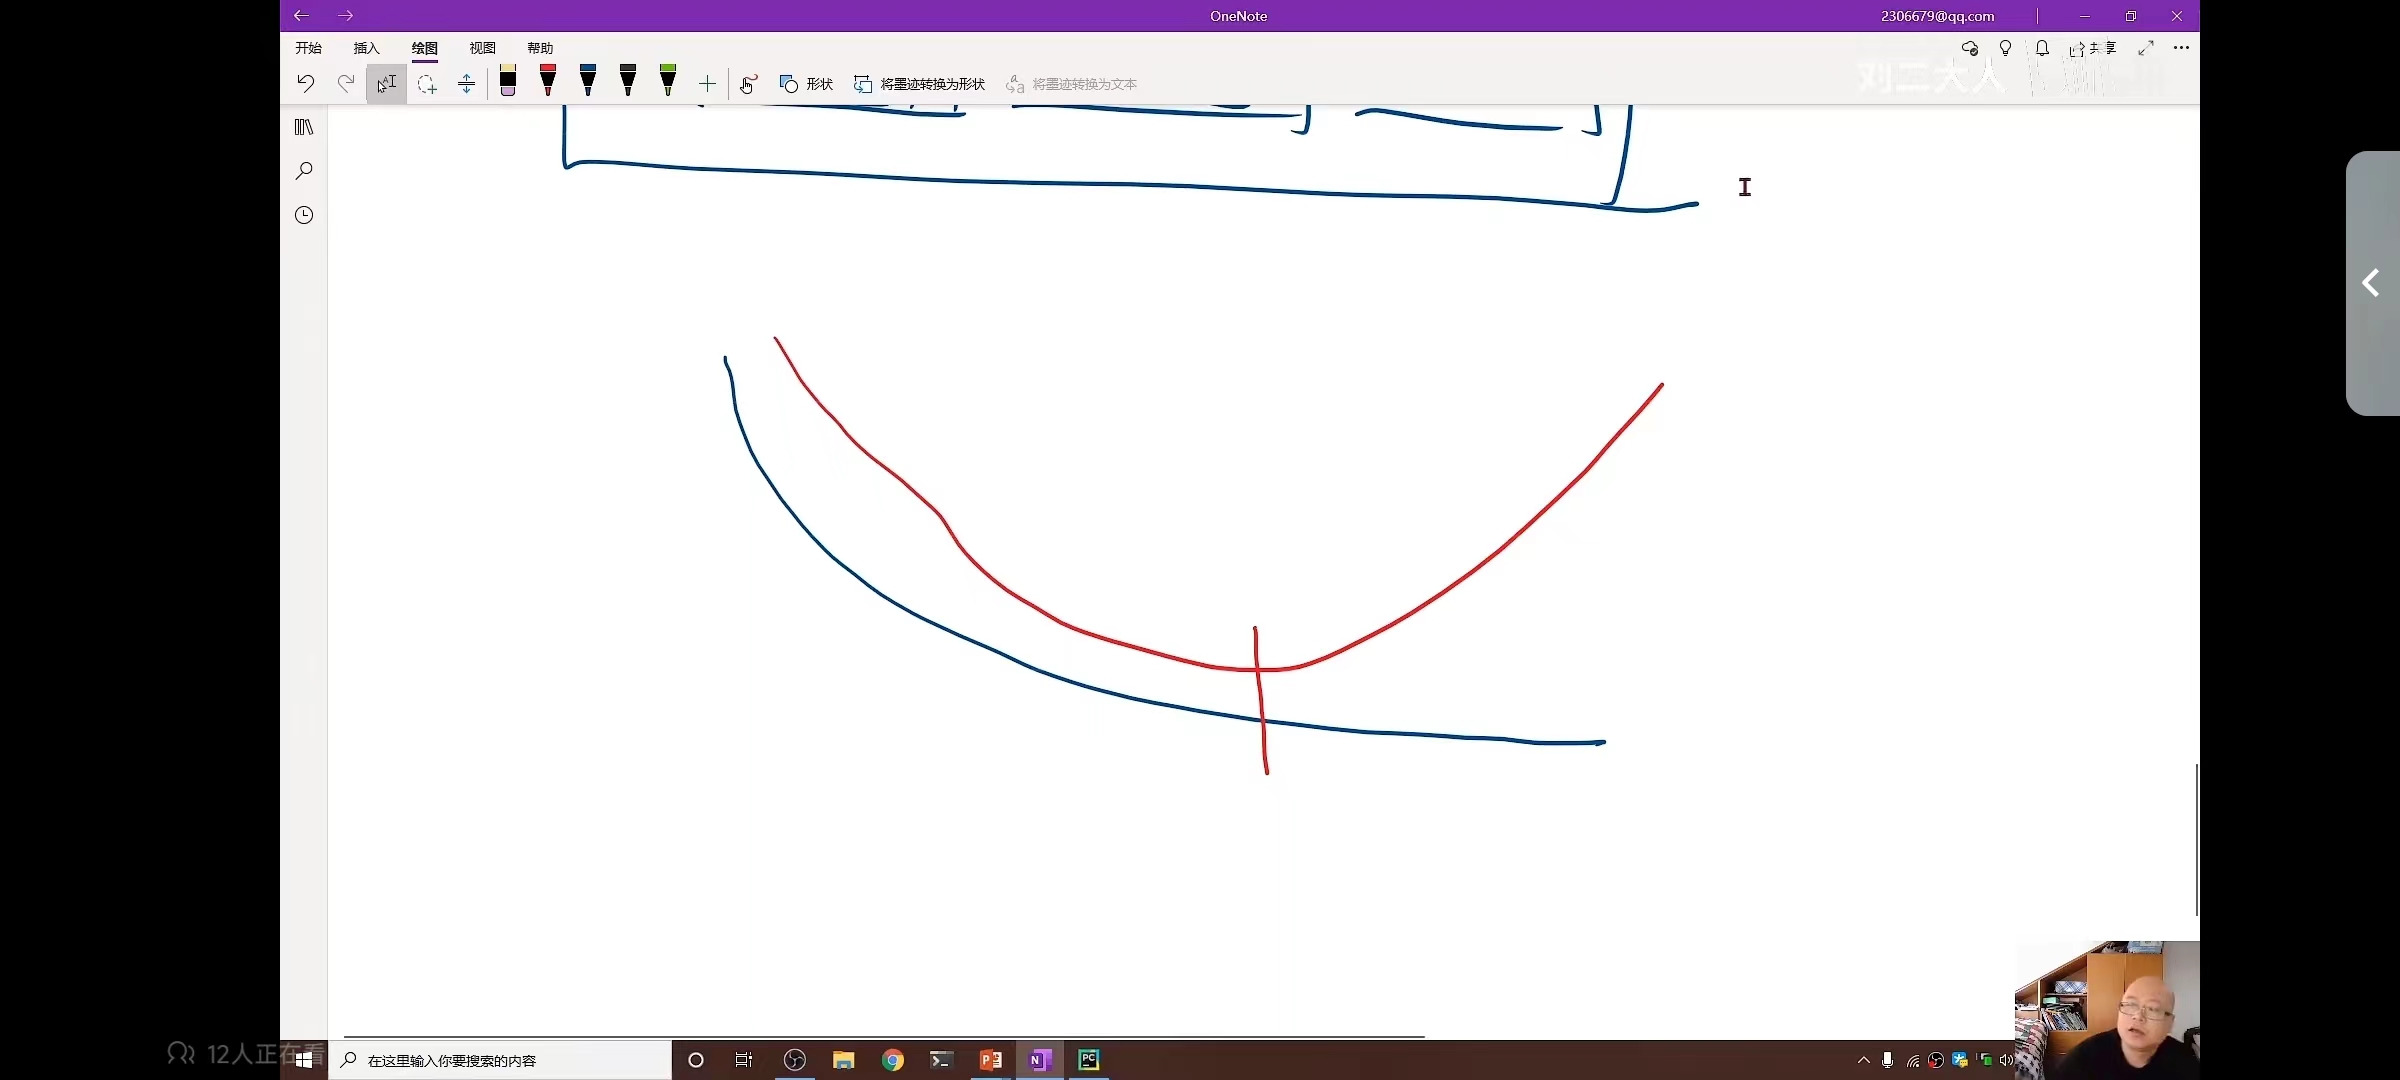 OneNote
2306679@qq.com
开始 插入 绘图 视图 帮助
共享
形状 将墨迹转换为形状 将墨迹转换为文本
刘二大人
12人正在看
在这里输入你要搜索的内容